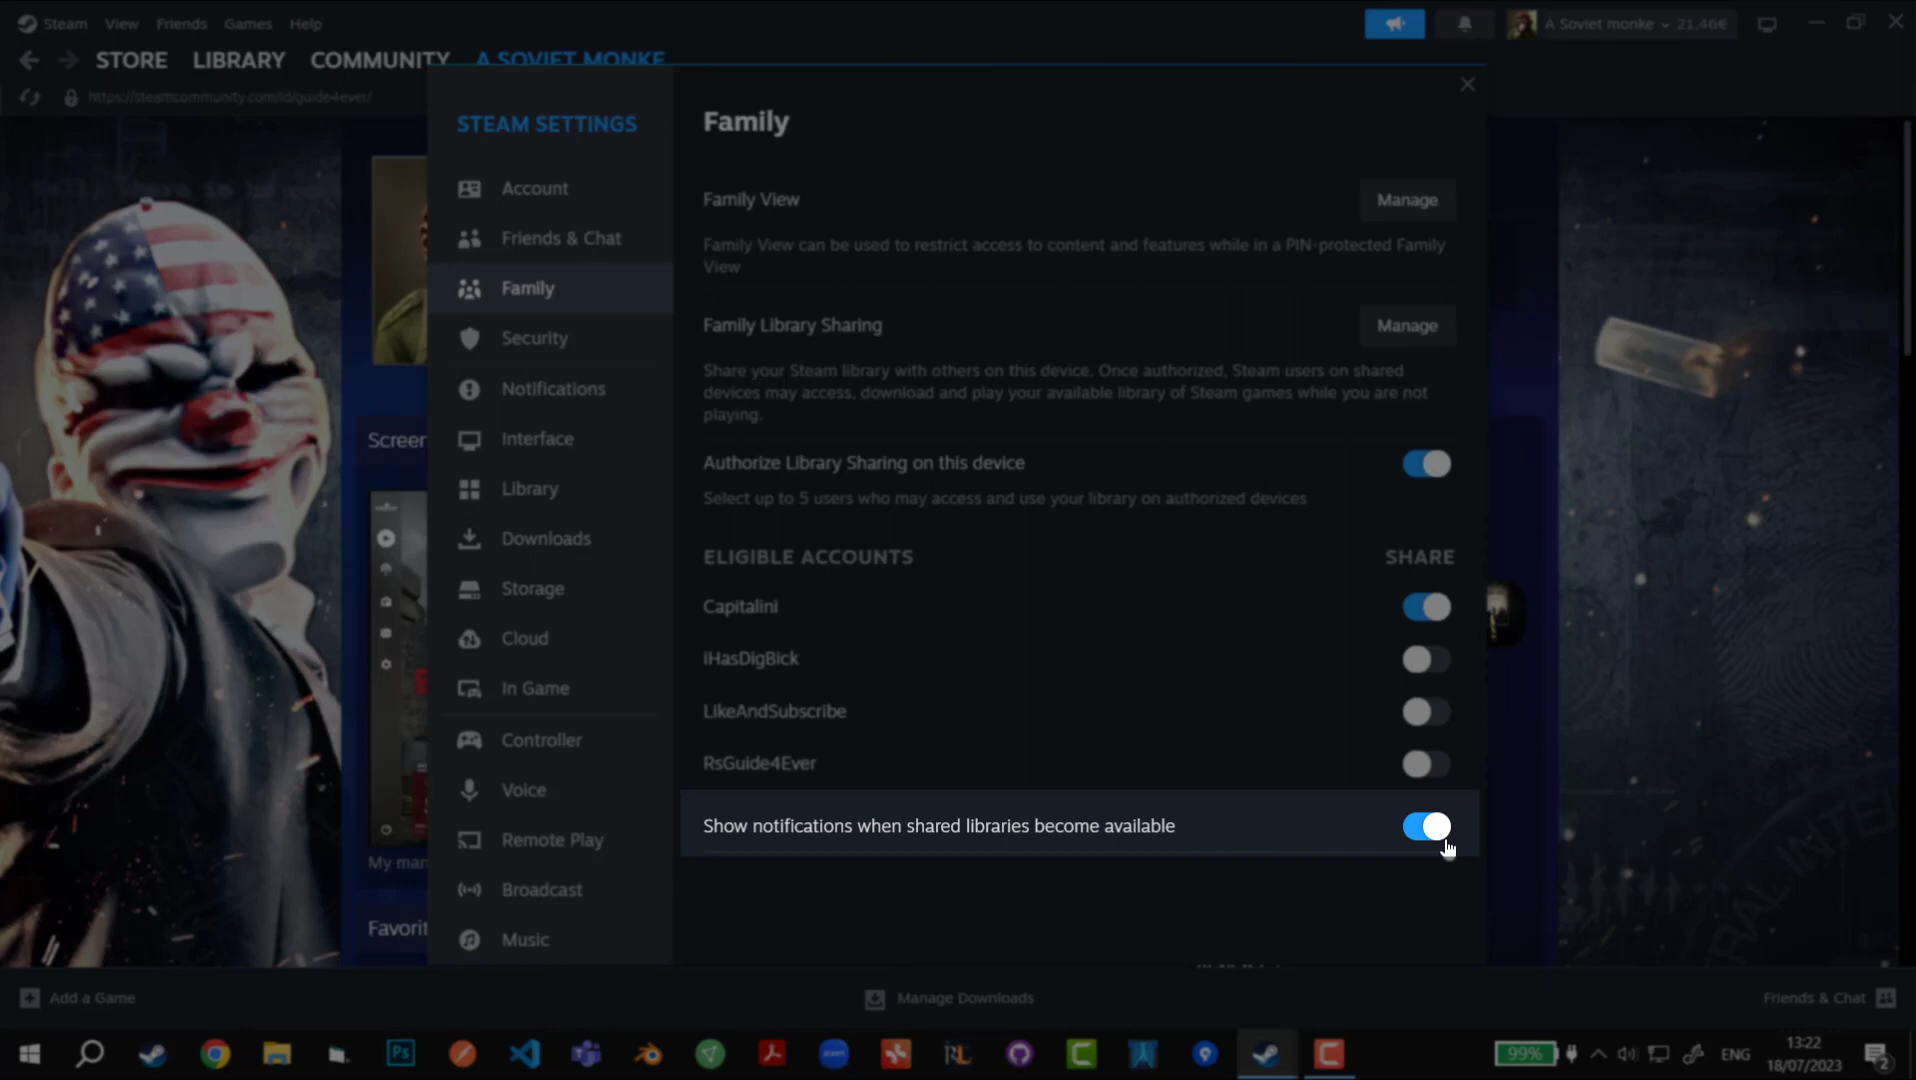 Steam View Friends Games Help
A Soviet monke 21,46€
STORE LIBRARY COMMUNITY A SOVIET MONKE
https://steamcommunity.com/id/guide4ever/
STEAM SETTINGS
Account
Friends & Chat
Family
Security
Notifications
Interface
Library
Downloads
Storage
Cloud
In Game
Controller
Voice
Remote Play
Broadcast
Music
Family
Family View
Manage
Family View can be used to restrict access to content and features while in a PIN-protected Family
View
Family Library Sharing
Manage
Share your Steam library with others on this device. Once authorized, Steam users on shared
devices may access, download and play your available library of Steam games while you are not
playing.
Authorize Library Sharing on this device
Select up to 5 users who may access and use your library on authorized devices
ELIGIBLE ACCOUNTS SHARE
Capitalini
iHasDigBick
LikeAndSubscribe
RsGuide4Ever
Show notifications when shared libraries become available
Screen
My man
Favorit
Add a Game
Manage Downloads
Friends & Chat
Ps
zoom
99%
ENG
13:22
18/07/2023
2